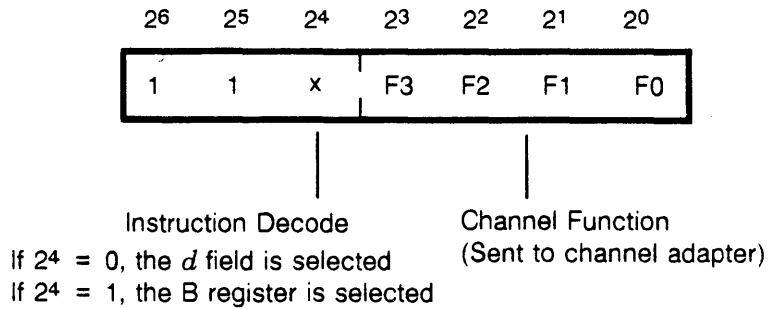 2⁶ 2⁵ 2⁴ 2³ 2² 2¹ 2⁰
1 1 x F3 F2 F1 F0
Instruction Decode
If 2⁴ = 0, the d field is selected
If 2⁴ = 1, the B register is selected
Channel Function
(Sent to channel adapter)